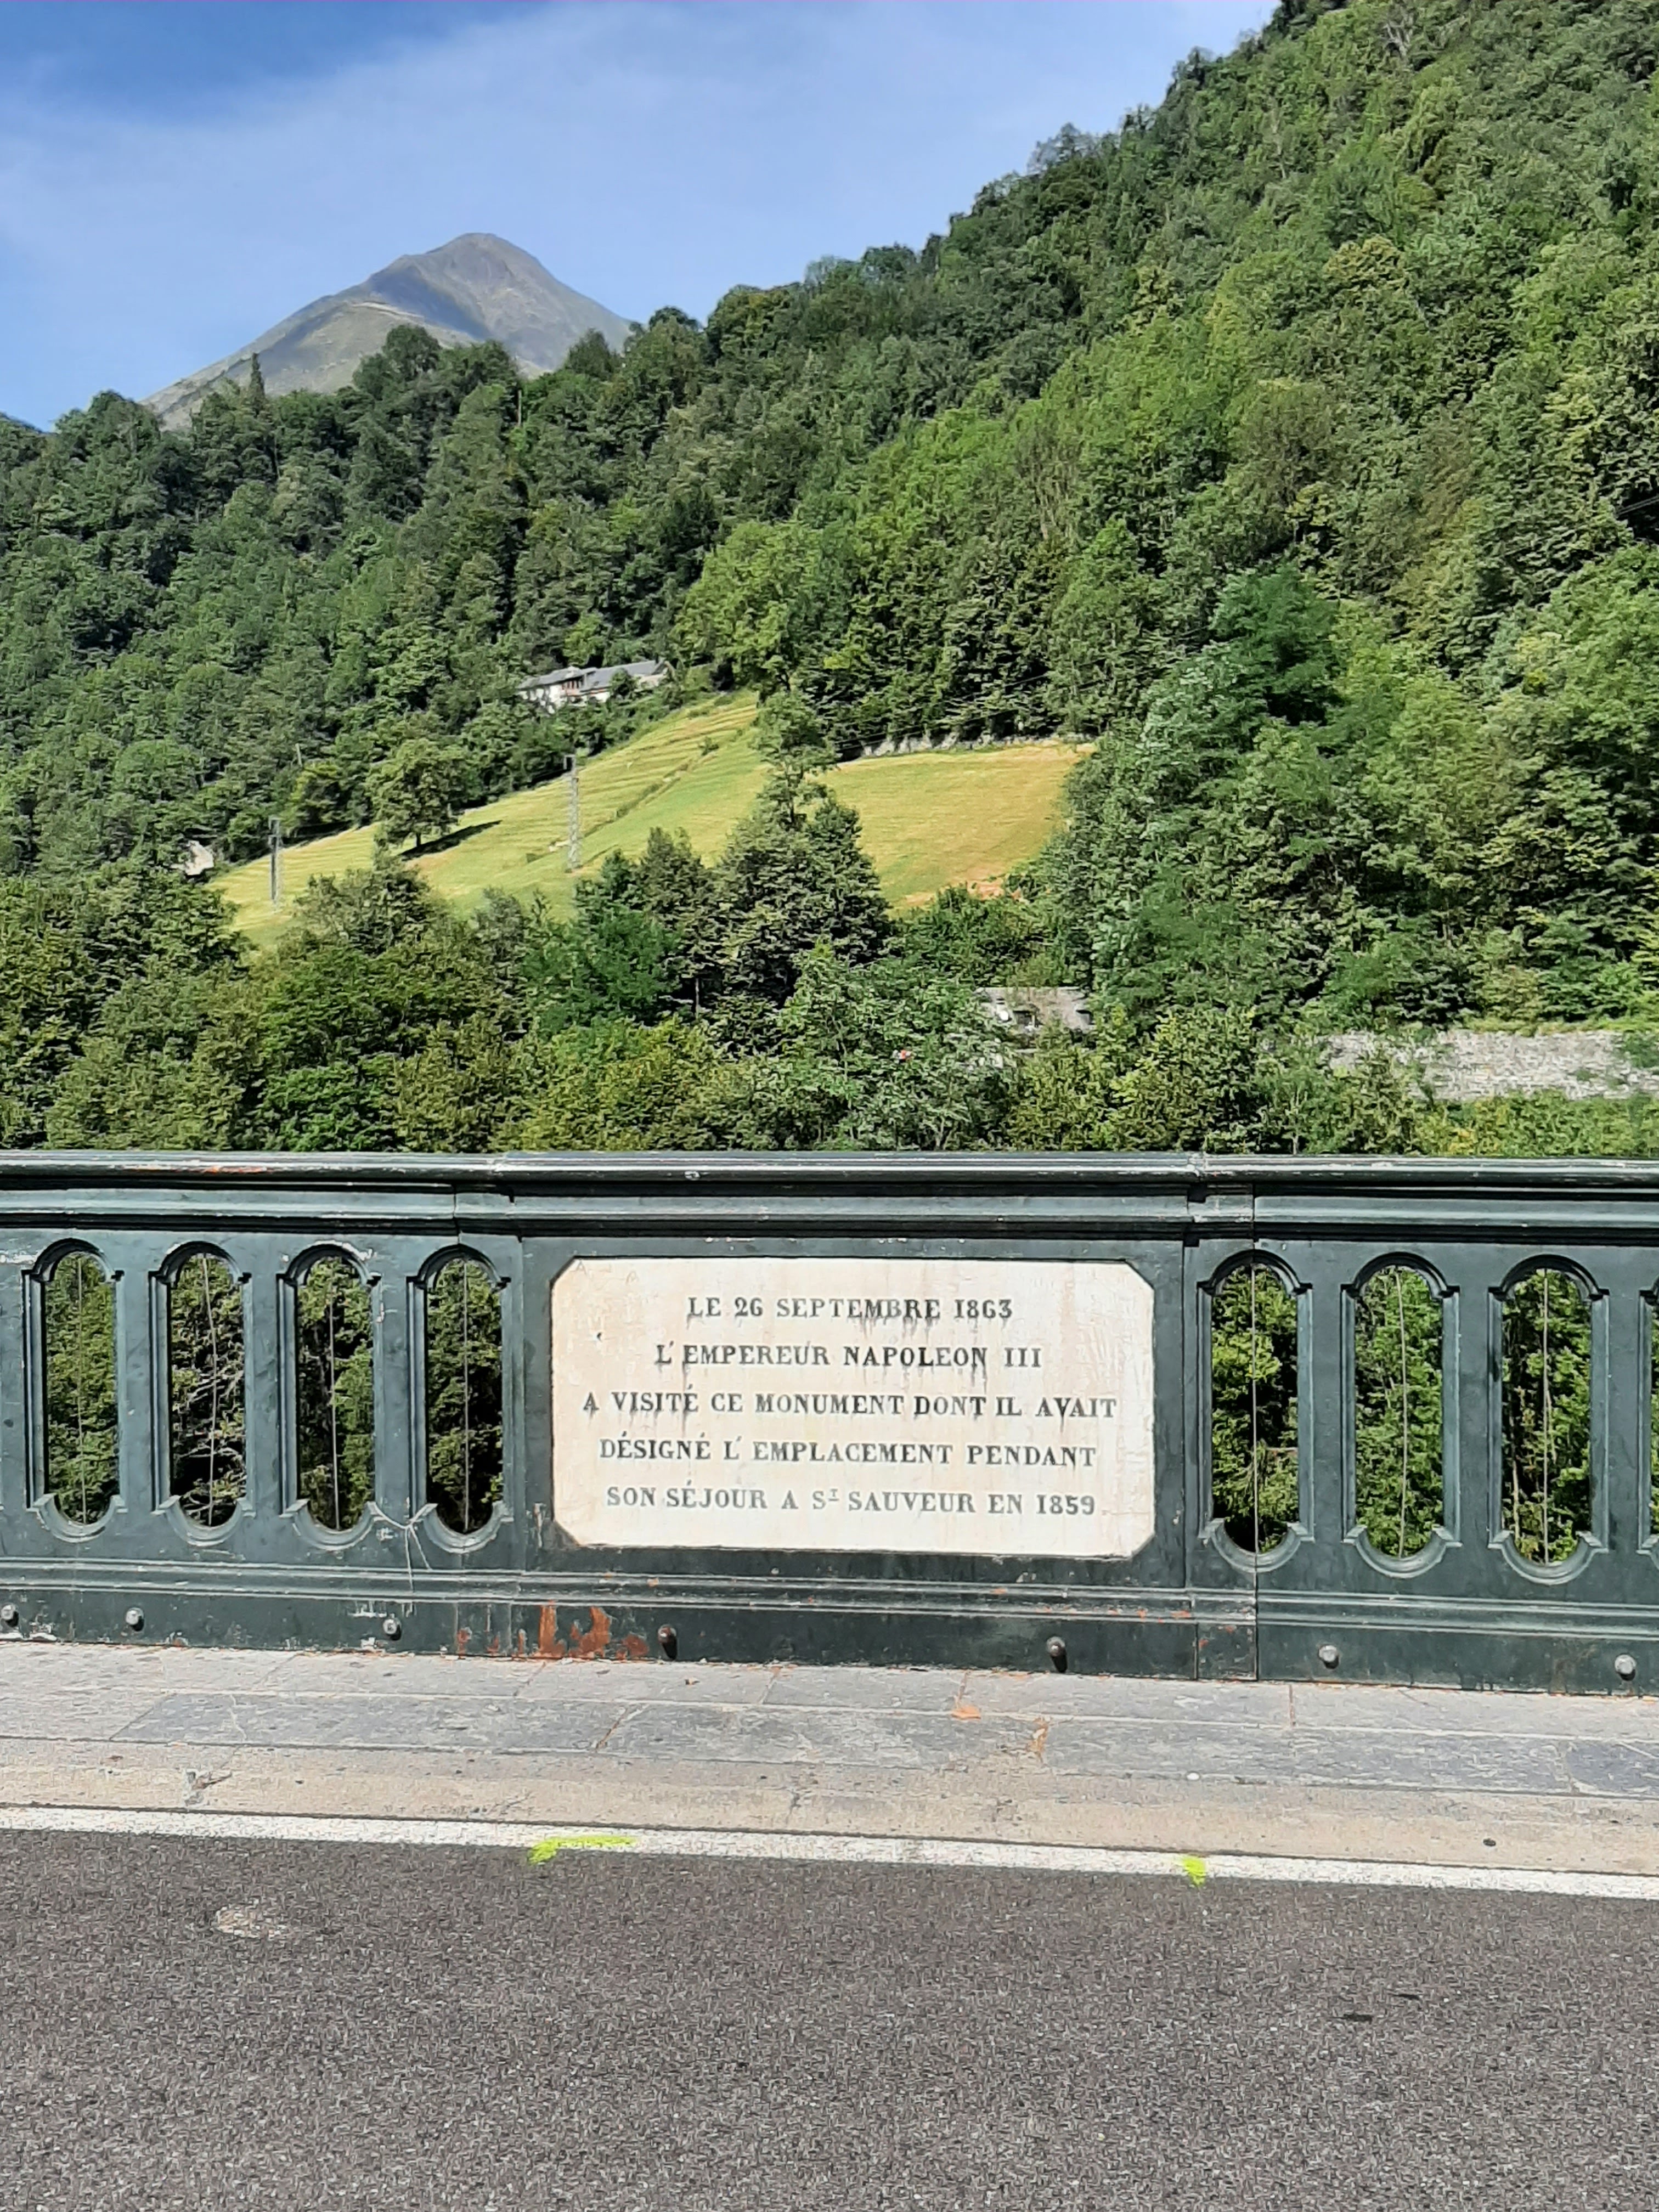 LE 26 SEPTEMBRE 1863
L'EMPEREUR NAPOLEON III
A VISITÉ CE MONUMENT DONT IL AVAIT
DÉSIGNÉ L'EMPLACEMENT PENDANT
SON SÉJOUR A ST SAUVEUR EN 1859